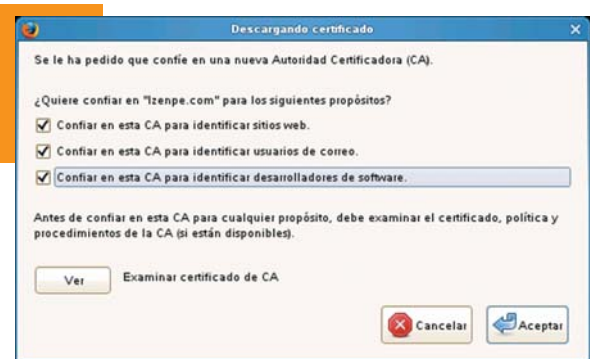 Descargando certificado
Se le ha pedido que confíe en una nueva Autoridad Certificadora (CA).
¿Quiere confiar en "Izenpe.com" para los siguientes propósitos?
Confiar en esta CA para identificar sitios web.
Confiar en esta CA para identificar usuarios de correo.
Confiar en esta CA para identificar desarrolladores de software.
Antes de confiar en esta CA para cualquier propósito, debe examinar el certificado, política y
procedimientos de la CA (si están disponibles).
Ver Examinar certificado de CA
Cancelar Aceptar